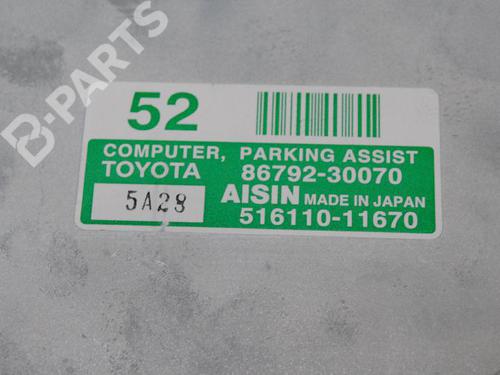 B-PARTS
52
COMPUTER, PARKING ASSIST
TOYOTA 86792-30070
5A28 AISIN MADE IN JAPAN
516110-11670